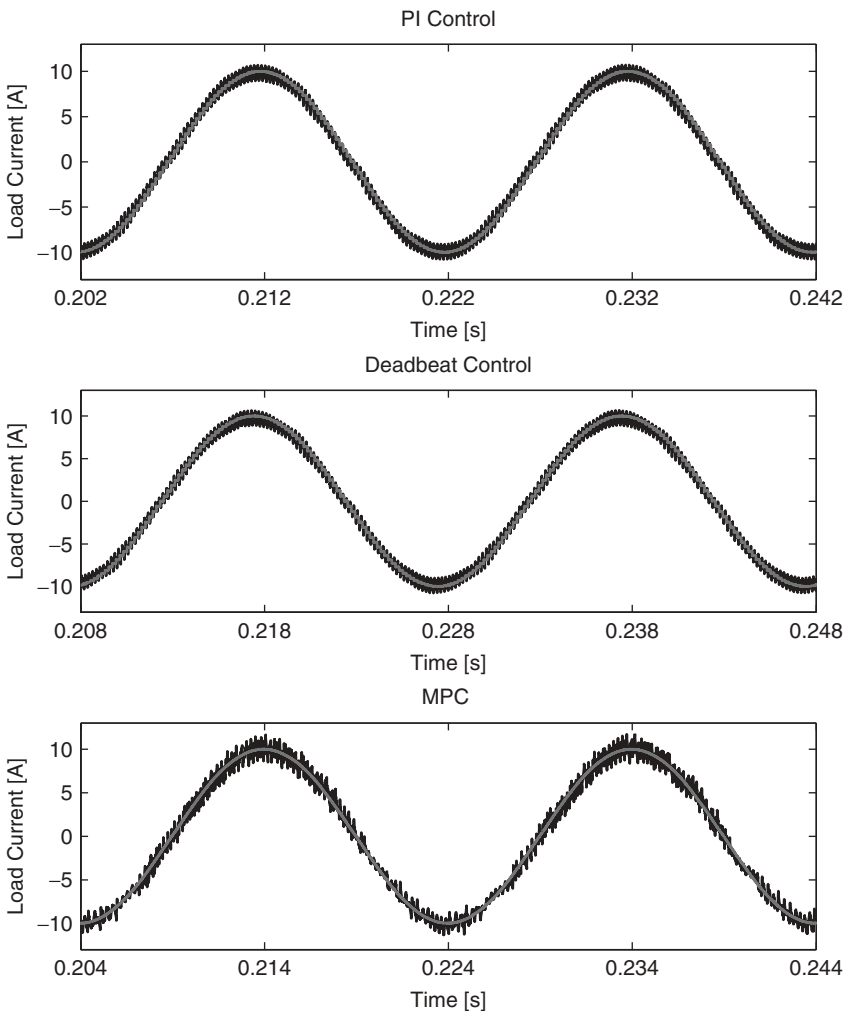 PI Control
Load Current [A]
10
5
0
−5
−10
0.202 0.212 0.222 0.232 0.242
Time [s]
Deadbeat Control
Load Current [A]
10
5
0
−5
−10
0.208 0.218 0.228 0.238 0.248
Time [s]
MPC
Load Current [A]
10
5
0
−5
−10
0.204 0.214 0.224 0.234 0.244
Time [s]